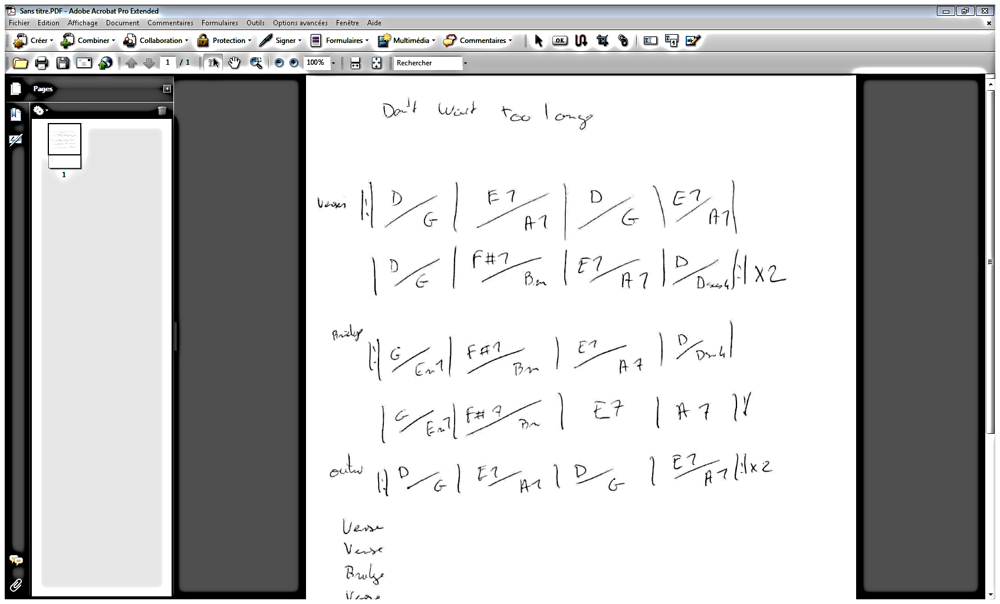 Sans titre.PDF - Adobe Acrobat Pro Extended
Fichier Edition Affichage Document Commentaires Formulaires Outils Options avancées Fenêtre Aide
Créer Combiner Collaboration Protection Signer Formulaires Multimédia Commentaires OK
1 / 1 100% Rechercher
Pages
1
Don't Wait too longe
Verses |:| D/G | E7/A7 | D/G | E7/A7 |
| D/G | F#7/Bm | E7/A7 | D/Dsus4 |:| x2
Bridge |:| G/Em7 | F#7/Bm | E7/A7 | D/Dsus4 |
| G/Em7 | F#7/Bm | E7 | A7 |
outro |:| D/G | E7/A7 | D/G | E7/A7 |:| x2
Verse
Verse
Bridge
Verse